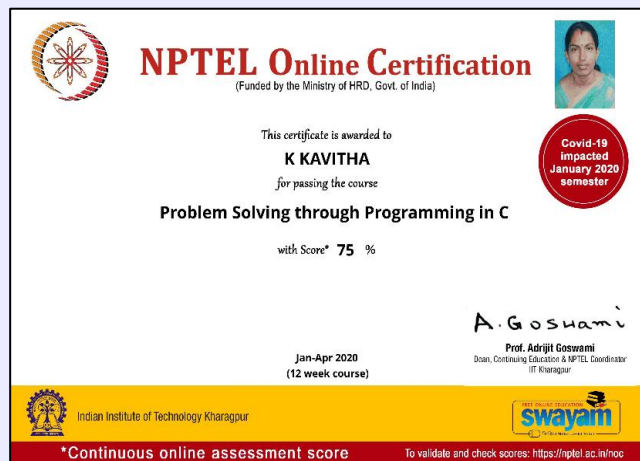 NPTEL Online Certification
(Funded by the Ministry of HRD, Govt. of India)
This certificate is awarded to
K KAVITHA
for passing the course
Problem Solving through Programming in C
with Score* 75 %
Covid-19
impacted
January 2020
semester
A. Goswami
Prof. Adrijit Goswami
Dean, Continuing Education & NPTEL Coordinator
IIT Kharagpur
Jan-Apr 2020
(12 week course)
Indian Institute of Technology Kharagpur
FREE ONLINE EDUCATION
swayam
*Continuous online assessment score
To validate and check scores: https://nptel.ac.in/noc